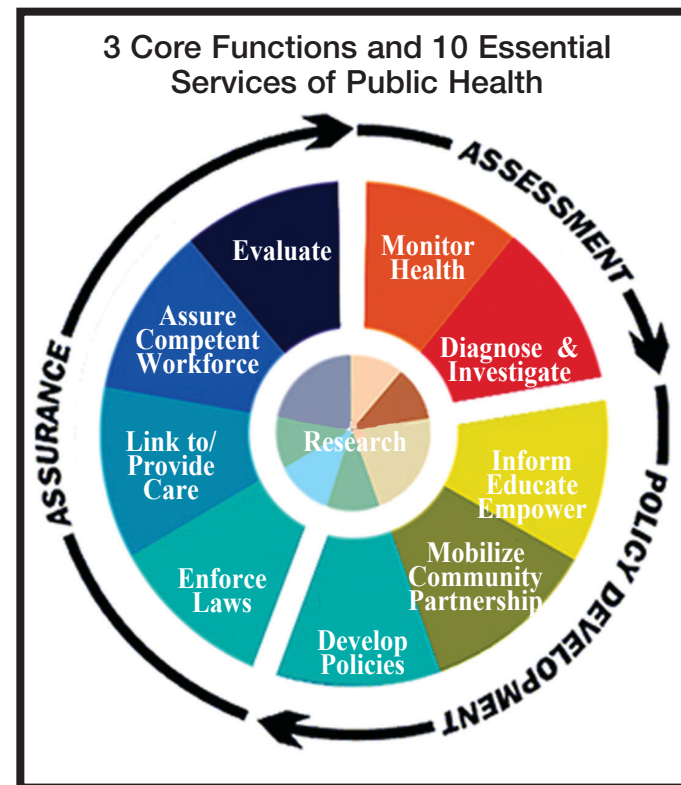 3 Core Functions and 10 Essential
Services of Public Health
ASSESSMENT
POLICY DEVELOPMENT
ASSURANCE
Monitor
Health
Diagnose &
Investigate
Inform
Educate
Empower
Mobilize
Community
Partnership
Develop
Policies
Enforce
Laws
Link to/
Provide
Care
Assure
Competent
Workforce
Evaluate
Research